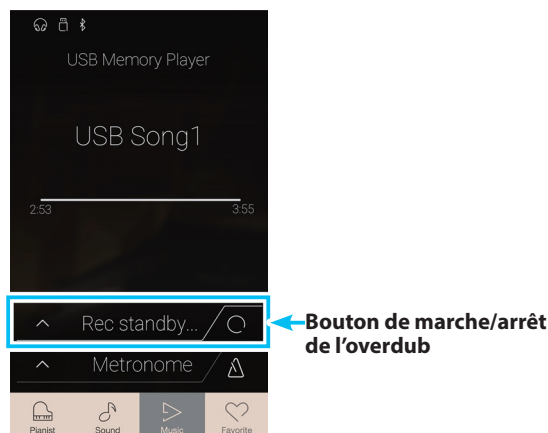 USB Memory Player
USB Song1
2:53 3:55
Rec standby...
Bouton de marche/arrêt
de l’overdub
Metronome
Pianist Sound Music Favorite